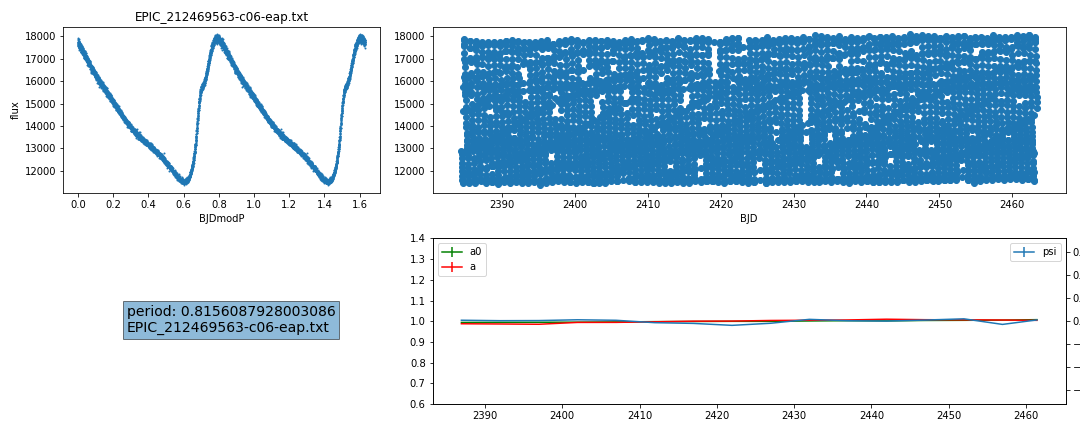 EPIC_212469563-c06-eap.txt
flux
18000
17000
16000
15000
14000
13000
12000
0.0 0.2 0.4 0.6 0.8 1.0 1.2 1.4 1.6
BJDmodP
18000
17000
16000
15000
14000
13000
12000
2390 2400 2410 2420 2430 2440 2450 2460
BJD
period: 0.8156087928003086
EPIC_212469563-c06-eap.txt
1.4
1.3
1.2
1.1
1.0
0.9
0.8
0.7
0.6
a0
a
psi
2390 2400 2410 2420 2430 2440 2450 2460